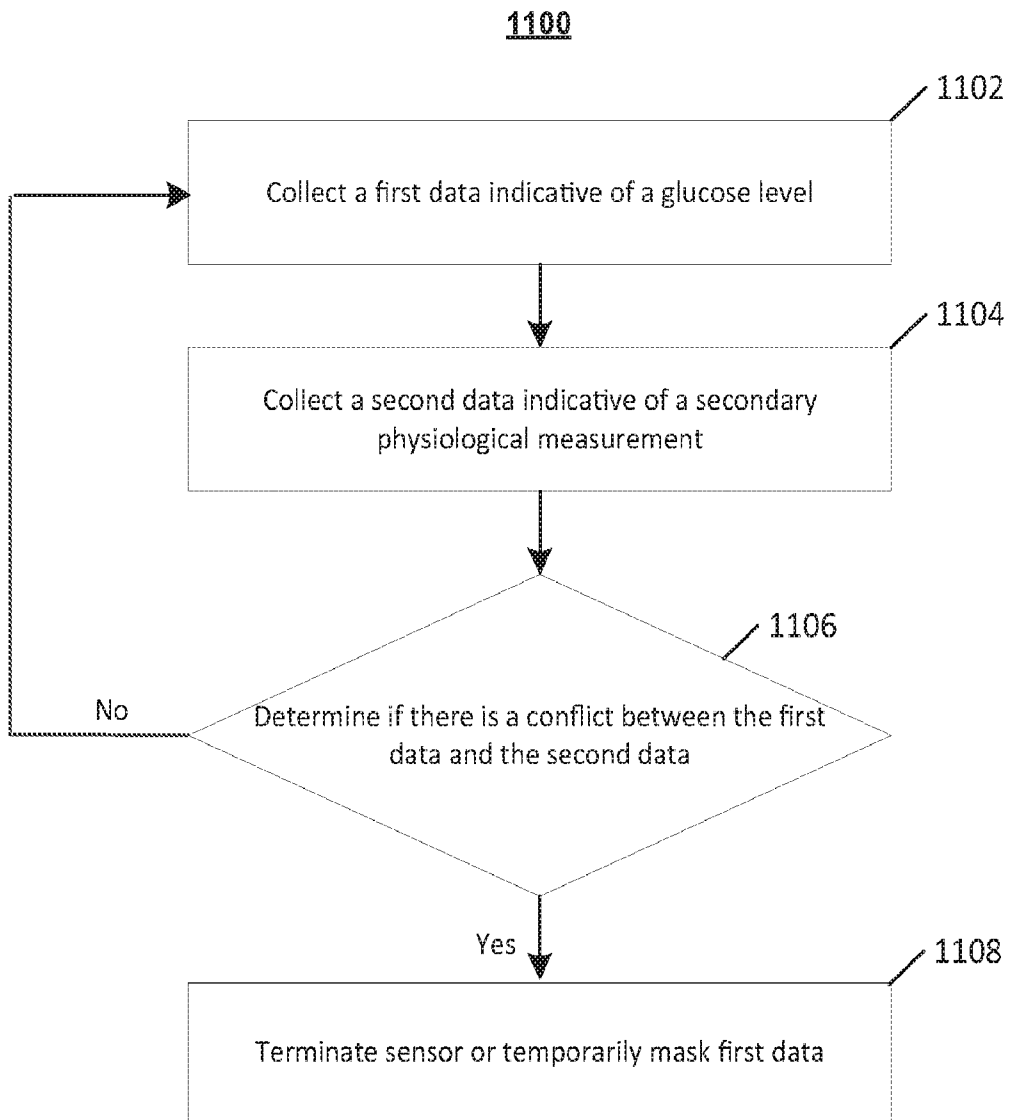 1100
1102
Collect a first data indicative of a glucose level
1104
Collect a second data indicative of a secondary
physiological measurement
1106
No
Determine if there is a conflict between the first
data and the second data
Yes
1108
Terminate sensor or temporarily mask first data